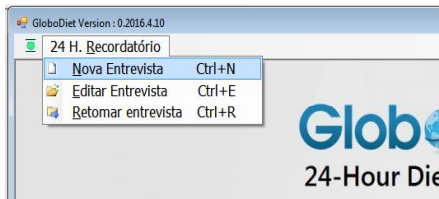 GloboDiet Version : 0.2016.4.10
24 H. Recordatório
Nova Entrevista Ctrl+N
Editar Entrevista Ctrl+E
Retomar entrevista Ctrl+R
Glob
24-Hour Die